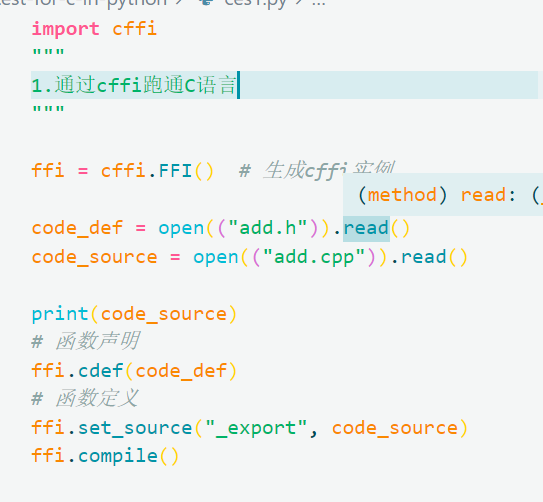 test-for-c-in-python > ces1.py > ...
import cffi
"""
1.通过cffi跑通C语言
"""
ffi = cffi.FFI()  # 生成cffi实例
(method) read: (
code_def = open(("add.h")).read()
code_source = open(("add.cpp")).read()
print(code_source)
# 函数声明
ffi.cdef(code_def)
# 函数定义
ffi.set_source("_export", code_source)
ffi.compile()